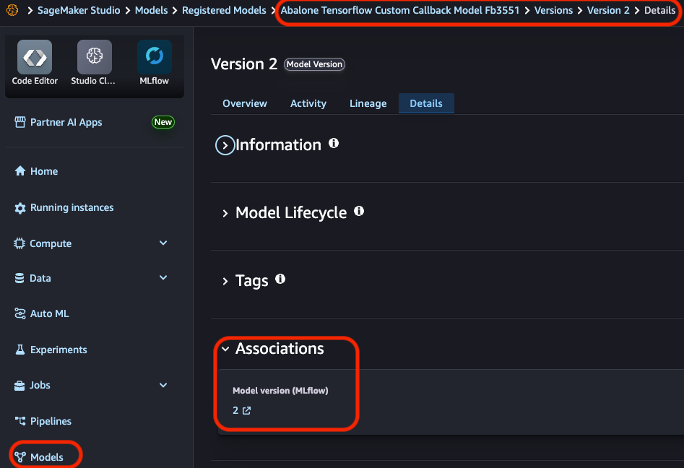 SageMaker Studio > Models > Registered Models > Abalone Tensorflow Custom Callback Model Fb3551 > Versions > Version 2 > Details
Code Editor
Studio Cl...
MLflow
Partner AI Apps
New
Home
Running instances
Compute
Data
Auto ML
Experiments
Jobs
Pipelines
Models
Version 2
Model Version
Overview
Activity
Lineage
Details
Information
Model Lifecycle
Tags
Associations
Model version (MLflow)
2